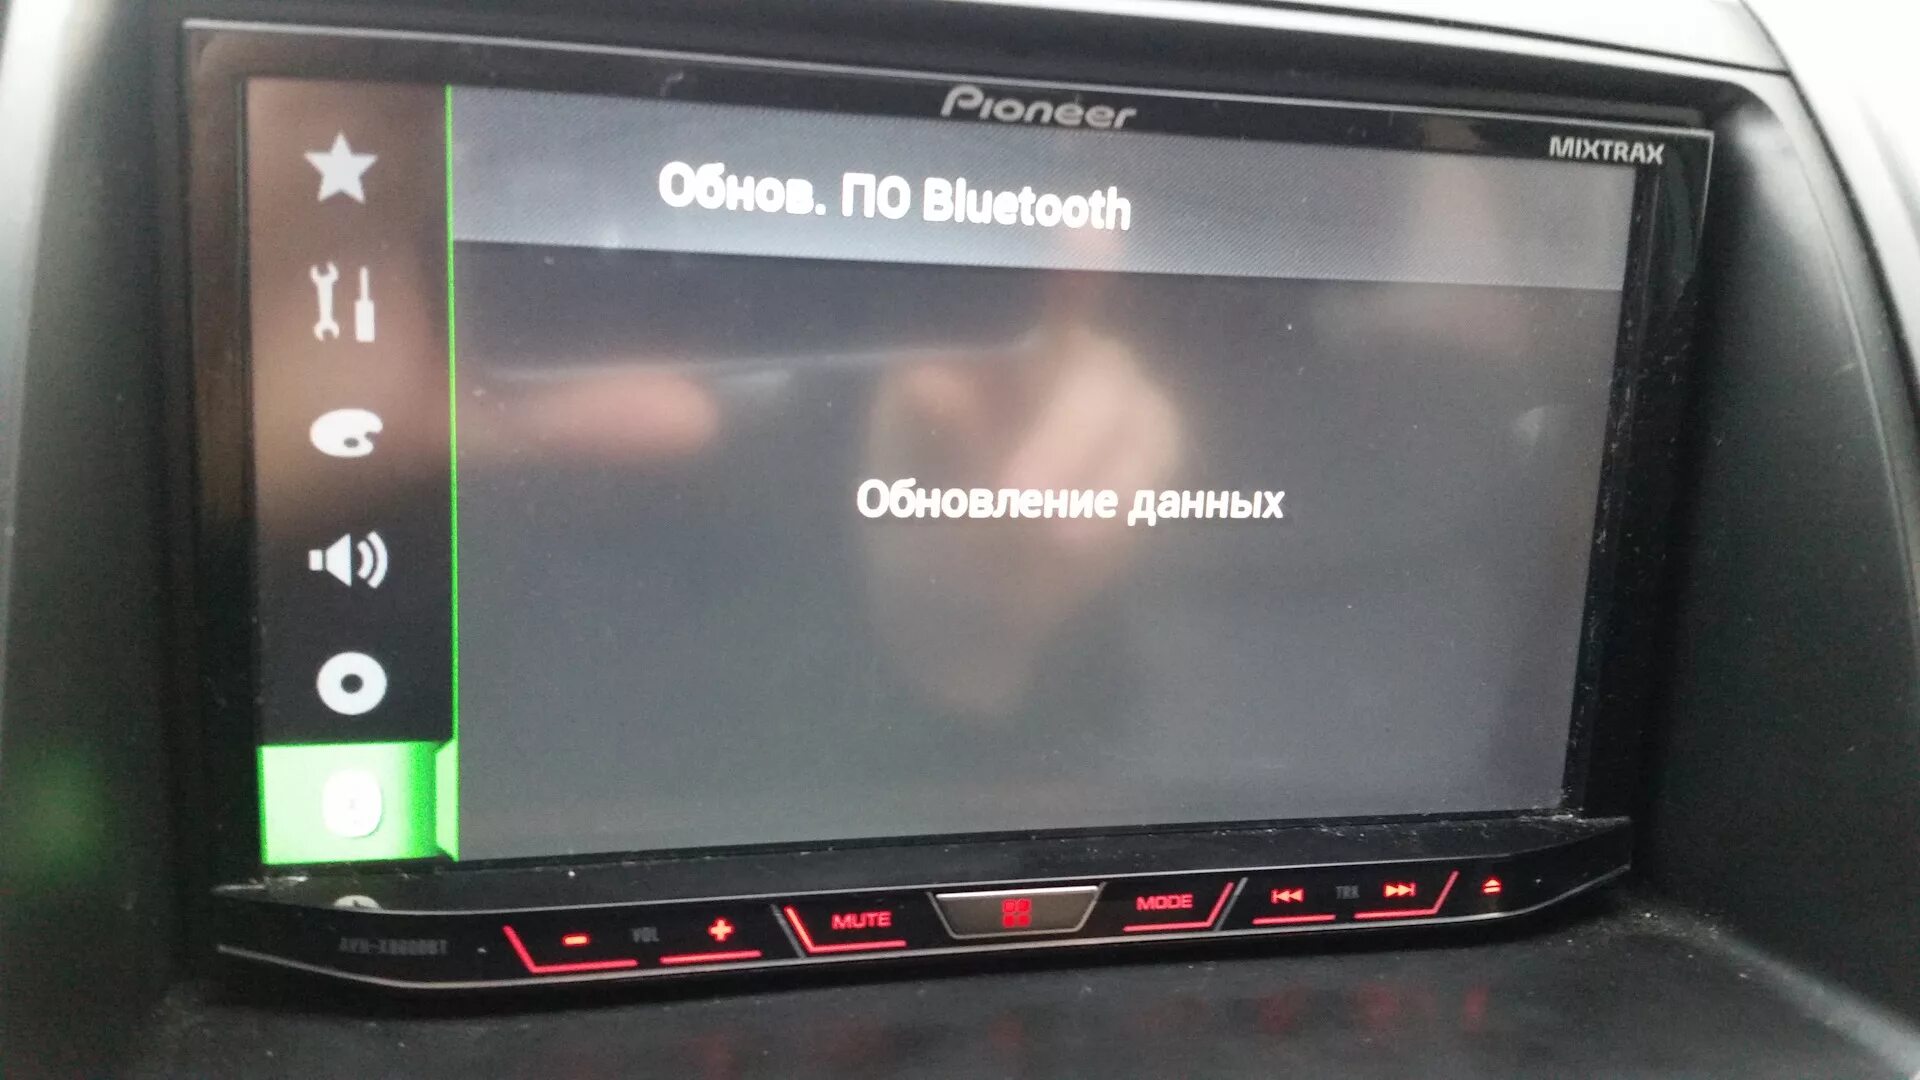 Pioneer
MIXTRAX
Обнов. ПО Bluetooth
Обновление данных
VOL
MUTE
MODE
TRK